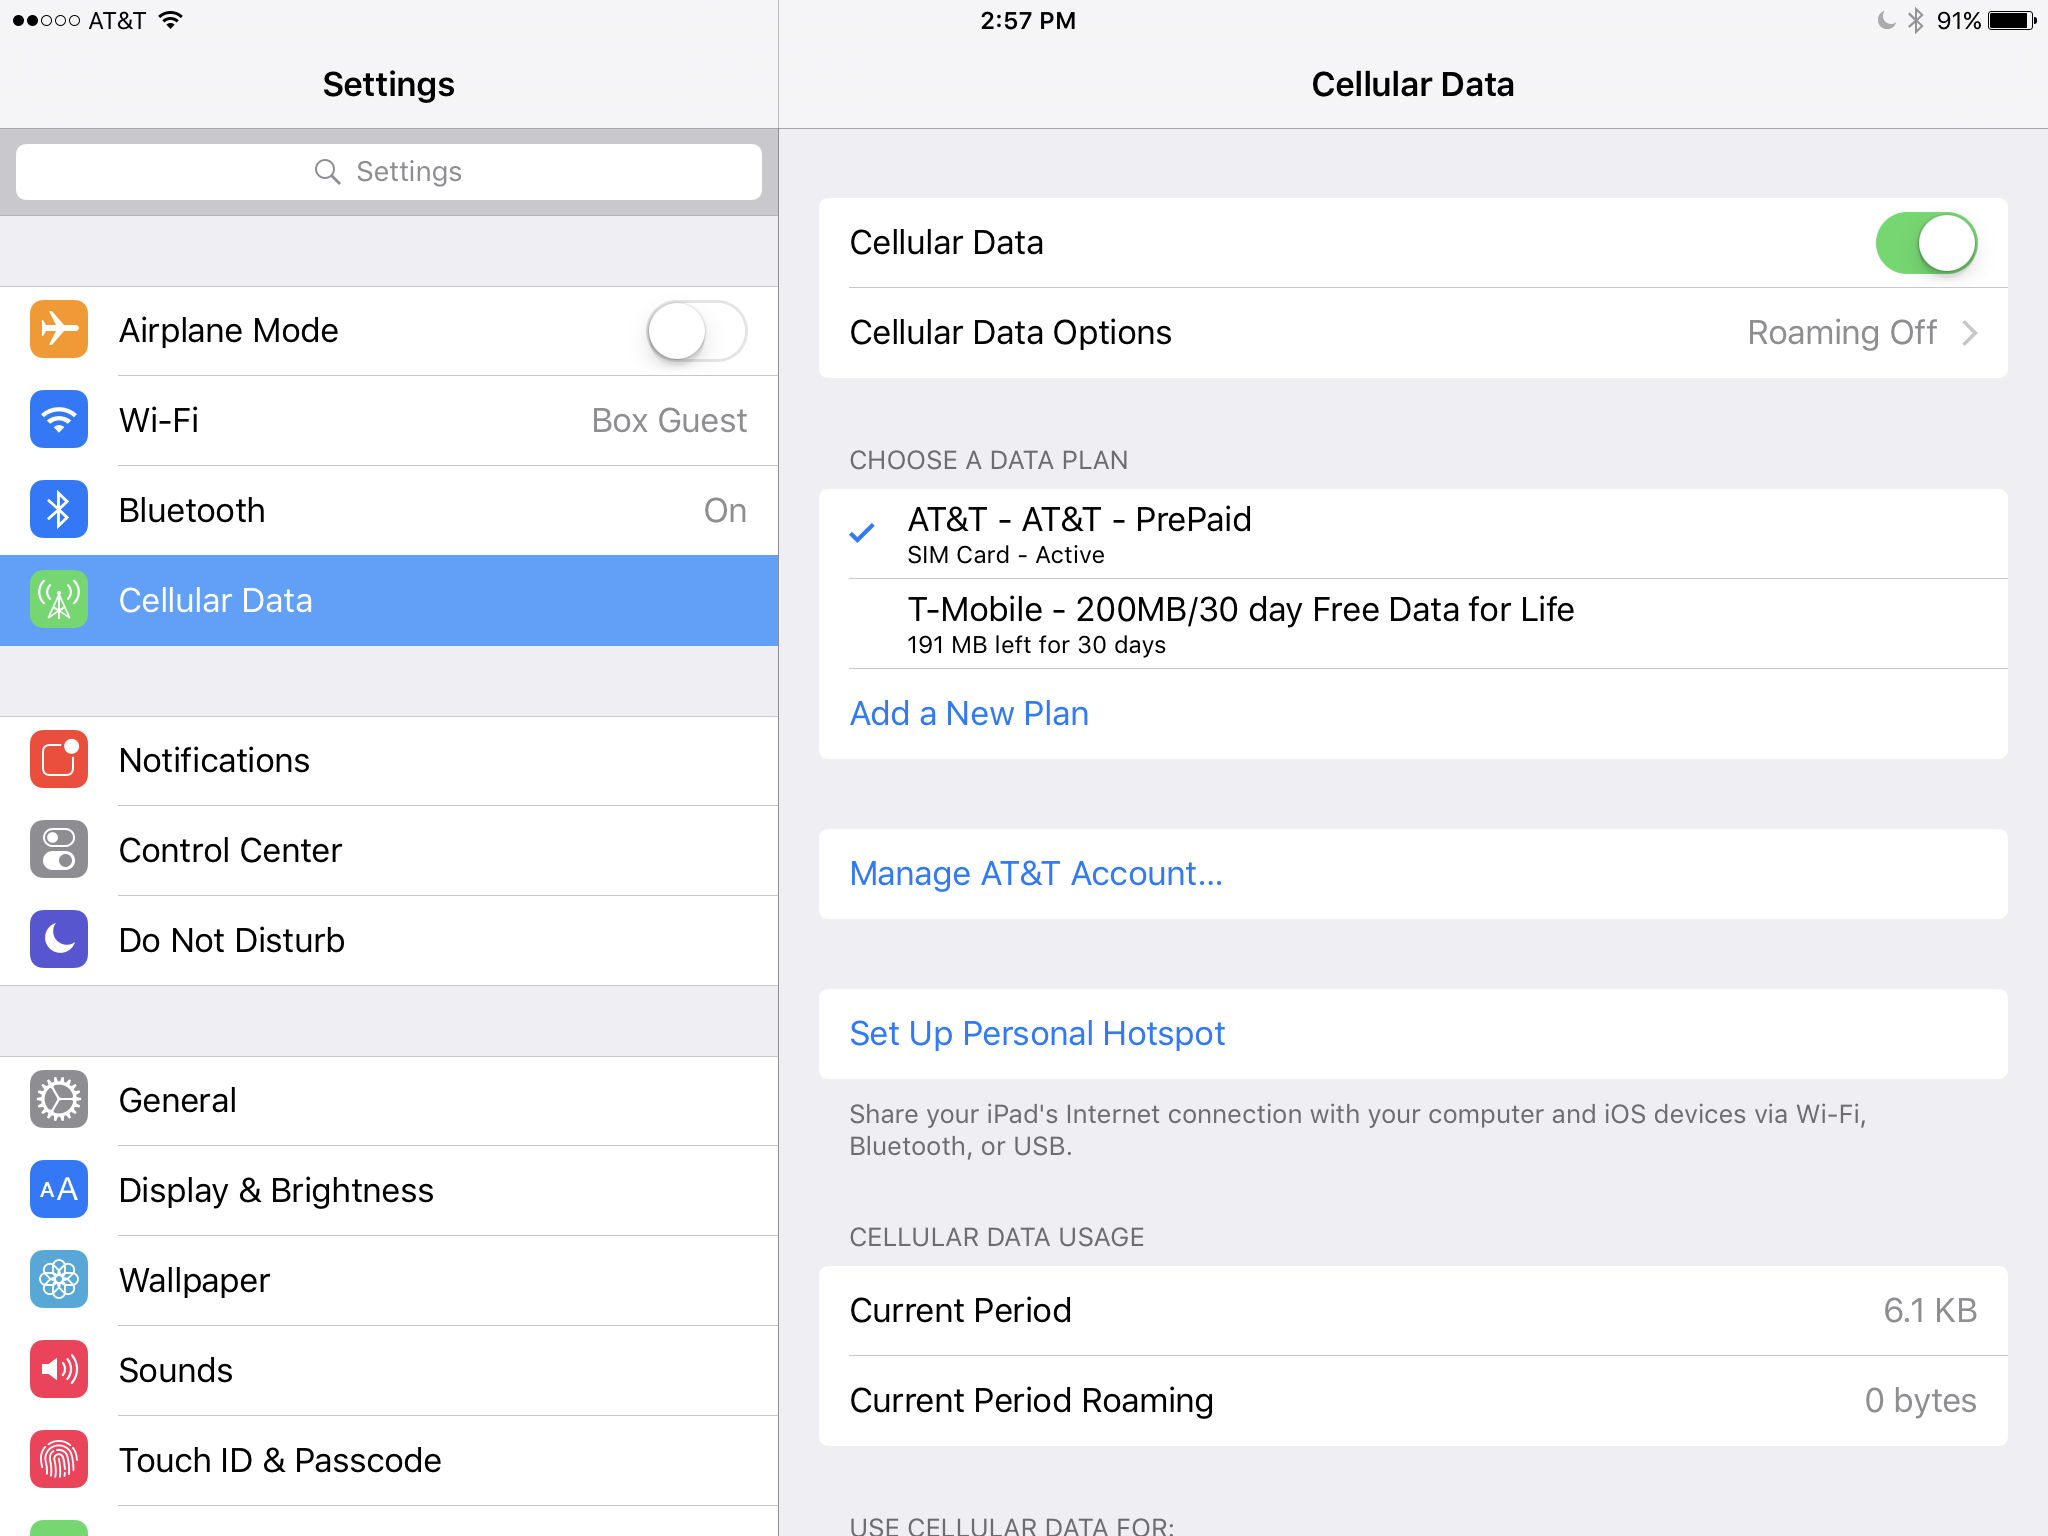 AT&T
2:57 PM
91%
Settings
Cellular Data
Settings
Airplane Mode
Wi-Fi
Box Guest
Bluetooth
On
Cellular Data
Notifications
Control Center
Do Not Disturb
General
AA
Display & Brightness
Wallpaper
Sounds
Touch ID & Passcode
Cellular Data
Cellular Data Options
Roaming Off
CHOOSE A DATA PLAN
AT&T - AT&T - PrePaid
SIM Card - Active
T-Mobile - 200MB/30 day Free Data for Life
191 MB left for 30 days
Add a New Plan
Manage AT&T Account...
Set Up Personal Hotspot
Share your iPad's Internet connection with your computer and iOS devices via Wi-Fi,
Bluetooth, or USB.
CELLULAR DATA USAGE
Current Period
6.1 KB
Current Period Roaming
0 bytes
USE CELLULAR DATA FOR: